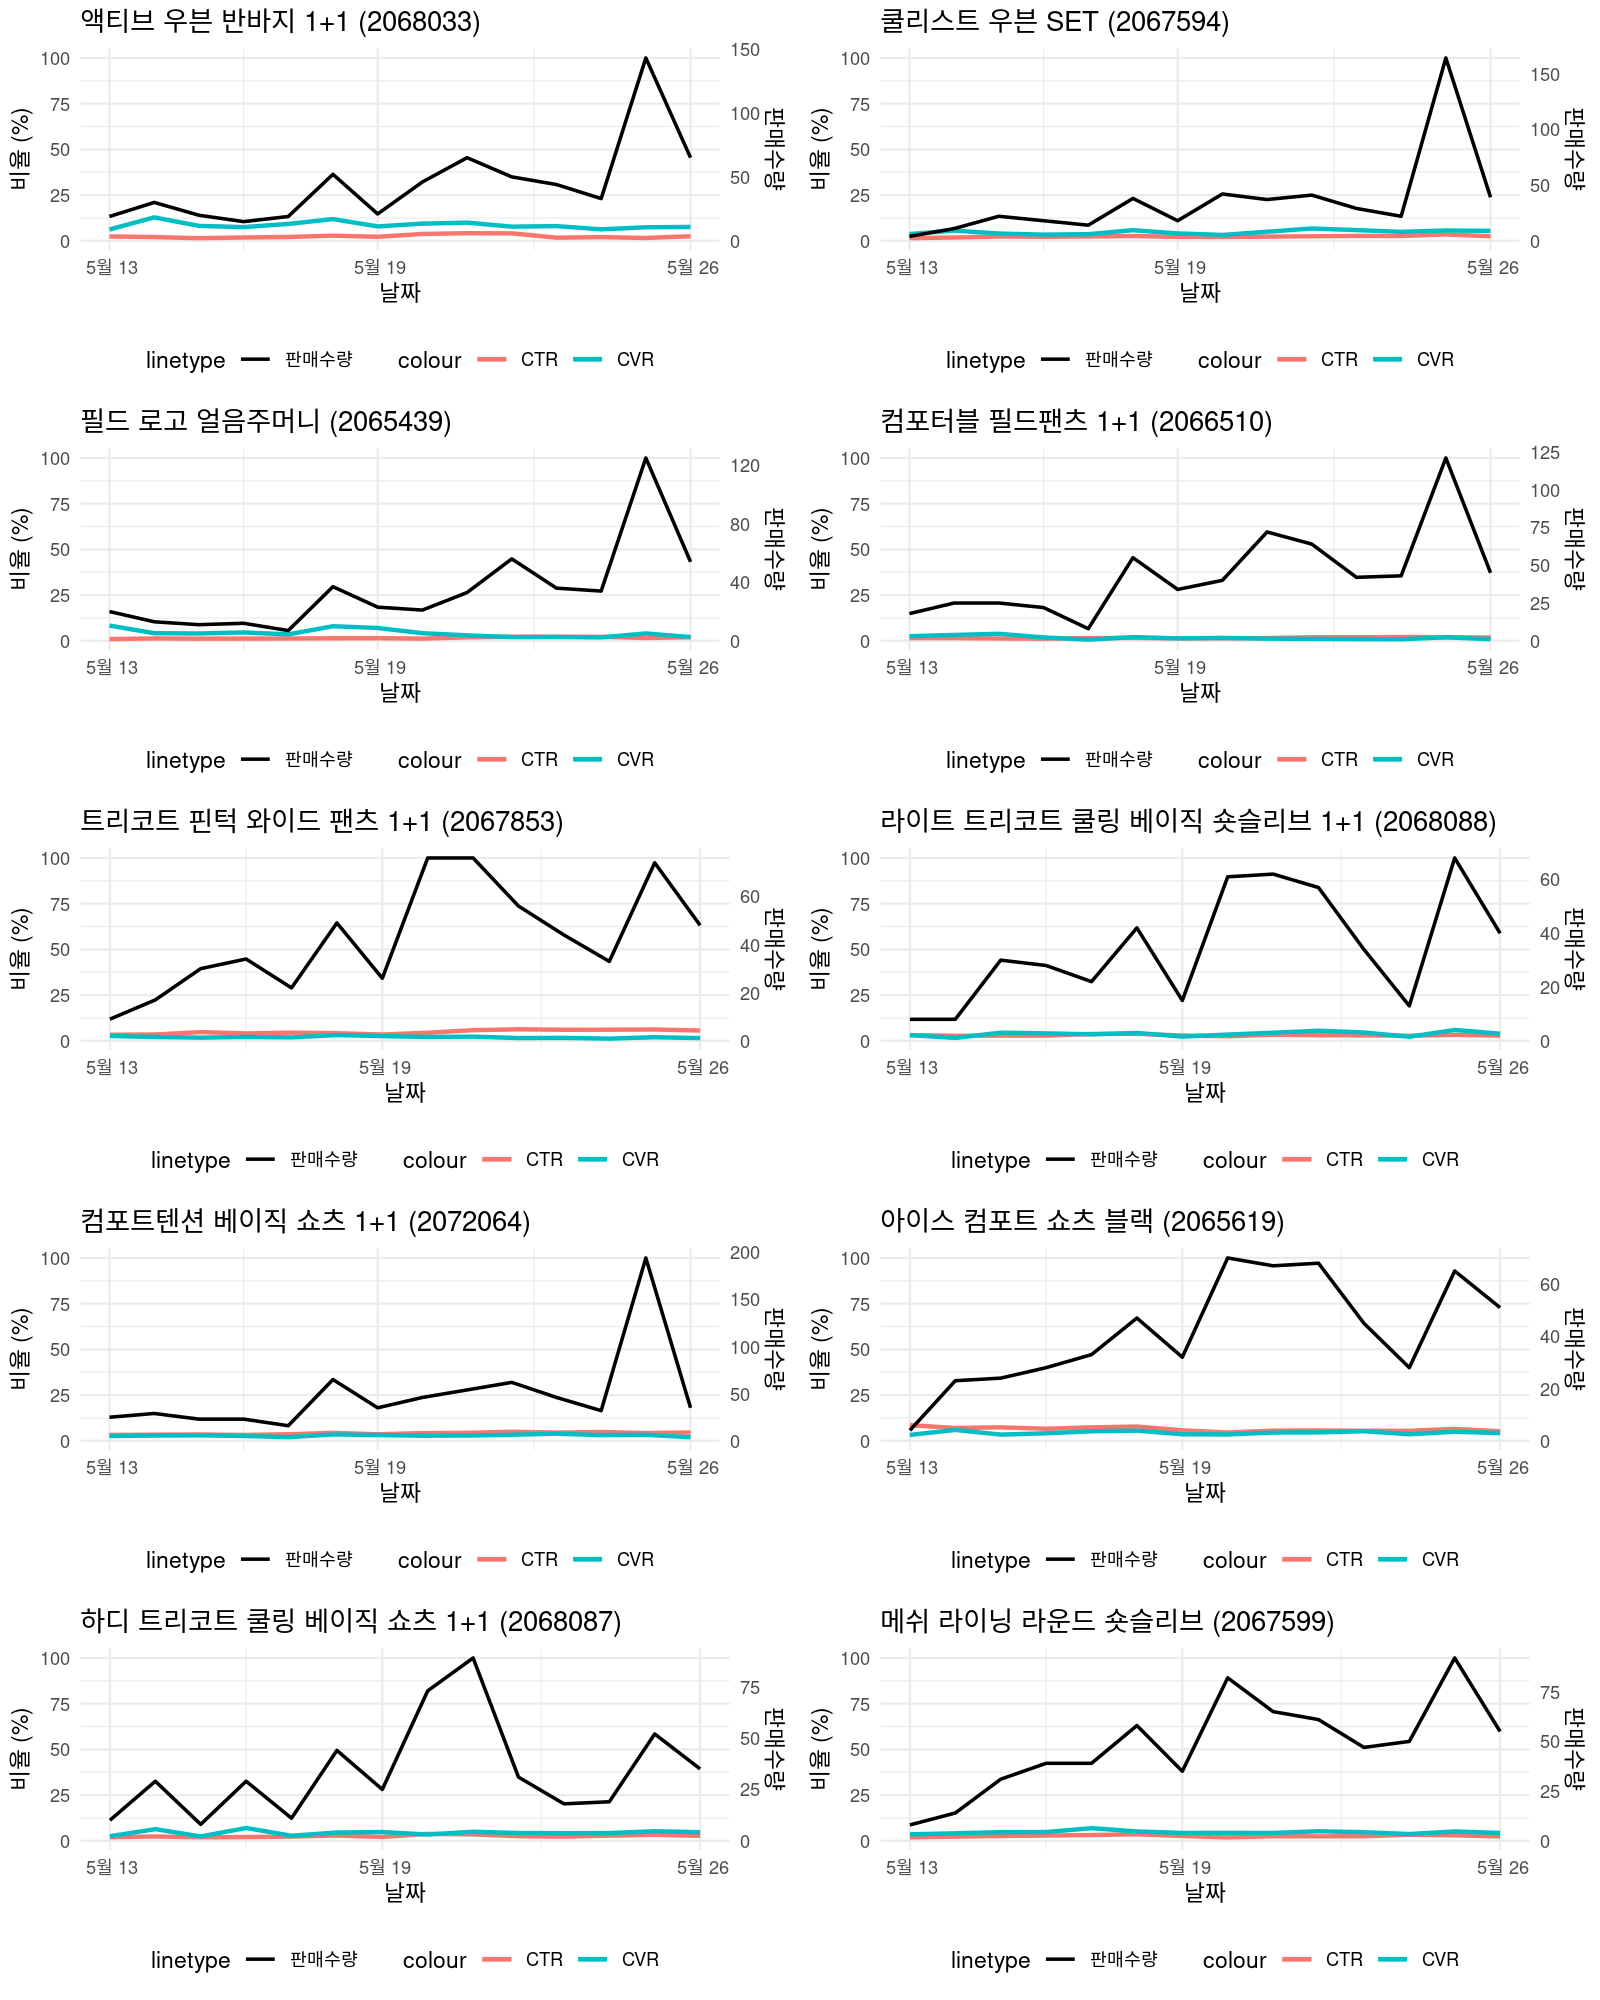 액티브 우븐 반바지 1+1 (2068033)
100
75
50
25
0
비율 (%)
150
100
50
0
판매수량
5월 13
5월 19
5월 26
날짜
linetype 판매수량 colour CTR CVR
쿨리스트 우븐 SET (2067594)
100
75
50
25
0
비율 (%)
150
100
50
0
판매수량
5월 13
5월 19
5월 26
날짜
linetype 판매수량 colour CTR CVR
필드 로고 얼음주머니 (2065439)
100
75
50
25
0
비율 (%)
120
80
40
0
판매수량
5월 13
5월 19
5월 26
날짜
linetype 판매수량 colour CTR CVR
컴포터블 필드팬츠 1+1 (2066510)
100
75
50
25
0
비율 (%)
125
100
75
50
25
0
판매수량
5월 13
5월 19
5월 26
날짜
linetype 판매수량 colour CTR CVR
트리코트 핀턱 와이드 팬츠 1+1 (2067853)
100
75
50
25
0
비율 (%)
60
40
20
0
판매수량
5월 13
5월 19
5월 26
날짜
linetype 판매수량 colour CTR CVR
라이트 트리코트 쿨링 베이직 숏슬리브 1+1 (2068088)
100
75
50
25
0
비율 (%)
60
40
20
0
판매수량
5월 13
5월 19
5월 26
날짜
linetype 판매수량 colour CTR CVR
컴포트텐션 베이직 쇼츠 1+1 (2072064)
100
75
50
25
0
비율 (%)
200
150
100
50
0
판매수량
5월 13
5월 19
5월 26
날짜
linetype 판매수량 colour CTR CVR
아이스 컴포트 쇼츠 블랙 (2065619)
100
75
50
25
0
비율 (%)
60
40
20
0
판매수량
5월 13
5월 19
5월 26
날짜
linetype 판매수량 colour CTR CVR
하디 트리코트 쿨링 베이직 쇼츠 1+1 (2068087)
100
75
50
25
0
비율 (%)
75
50
25
0
판매수량
5월 13
5월 19
5월 26
날짜
linetype 판매수량 colour CTR CVR
메쉬 라이닝 라운드 숏슬리브 (2067599)
100
75
50
25
0
비율 (%)
75
50
25
0
판매수량
5월 13
5월 19
5월 26
날짜
linetype 판매수량 colour CTR CVR